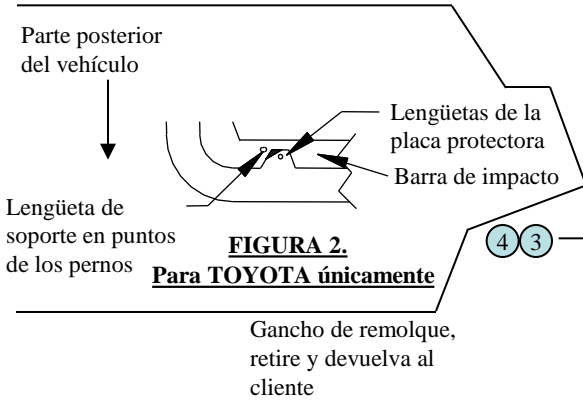 Parte posterior
del vehículo
Lengüetas de la
placa protectora
Barra de impacto
Lengüeta de
soporte en puntos
de los pernos
FIGURA 2.
Para TOYOTA únicamente
4 3
Gancho de remolque,
retire y devuelva al
cliente